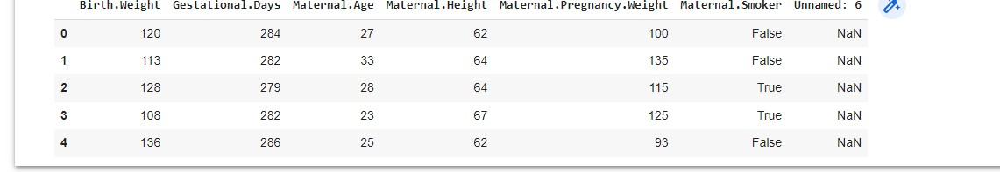 Birth.Weight Gestational.Days Maternal.Age Maternal.Height Maternal.Pregnancy.Weight Maternal.Smoker Unnamed: 6
0 120 284 27 62 100 False NaN
1 113 282 33 64 135 False NaN
2 128 279 28 64 115 True NaN
3 108 282 23 67 125 True NaN
4 136 286 25 62 93 False NaN